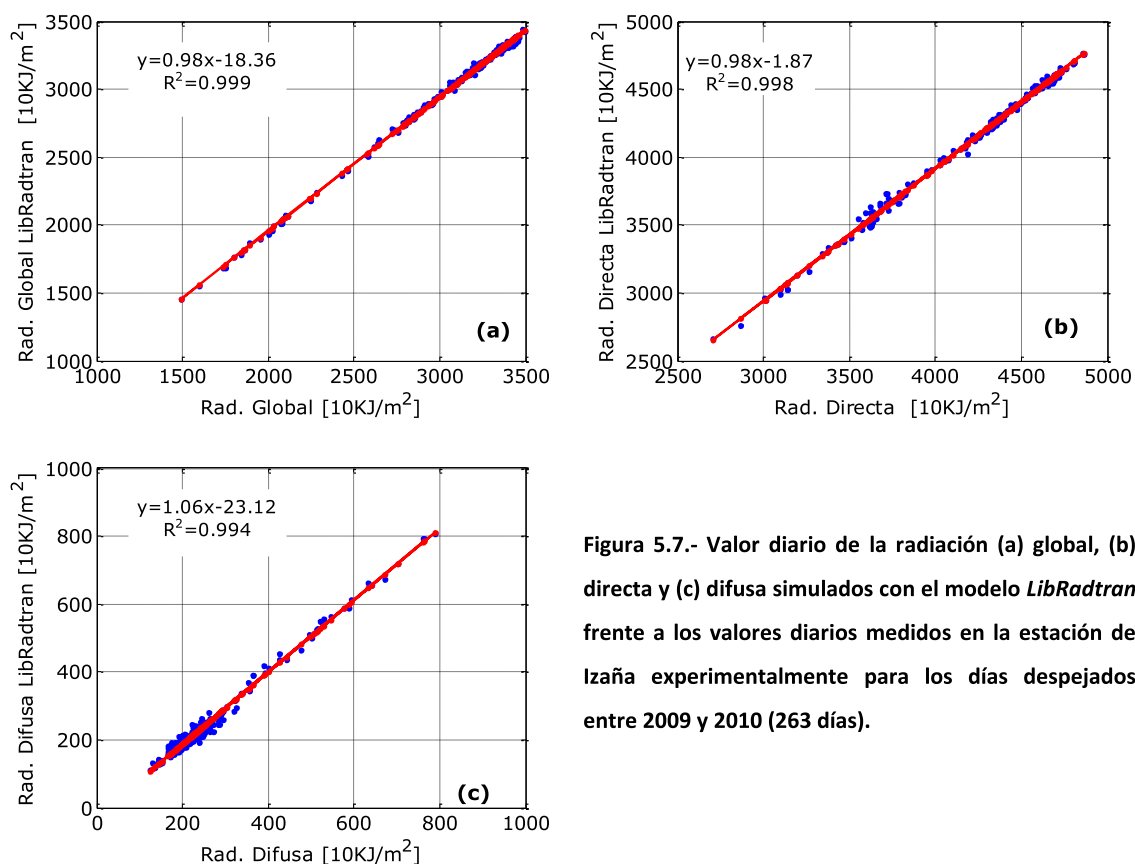 3500
3000
2500
2000
1500
1000
1000 1500 2000 2500 3000 3500
Rad. Global LibRadtran [10KJ/m²]
Rad. Global [10KJ/m²]
y=0.98x-18.36
R²=0.999
(a)
5000
4500
4000
3500
3000
2500
2500 3000 3500 4000 4500 5000
Rad. Directa LibRadtran [10KJ/m²]
Rad. Directa [10KJ/m²]
y=0.98x-1.87
R²=0.998
(b)
1000
800
600
400
200
0
0 200 400 600 800 1000
Rad. Difusa LibRadtran [10KJ/m²]
Rad. Difusa [10KJ/m²]
y=1.06x-23.12
R²=0.994
(c)
Figura 5.7.- Valor diario de la radiación (a) global, (b)
directa y (c) difusa simulados con el modelo LibRadtran
frente a los valores diarios medidos en la estación de
Izaña experimentalmente para los días despejados
entre 2009 y 2010 (263 días).